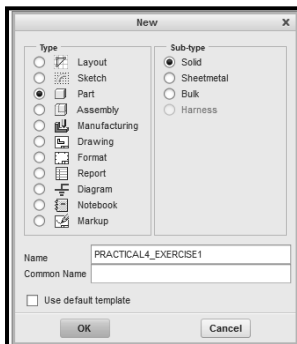 New
x
Type
Layout
Sketch
Part
Assembly
Manufacturing
Drawing
Format
Report
Diagram
Notebook
Markup
Sub-type
Solid
Sheetmetal
Bulk
Harness
Name PRACTICAL4_EXERCISE1
Common Name
Use default template
OK Cancel